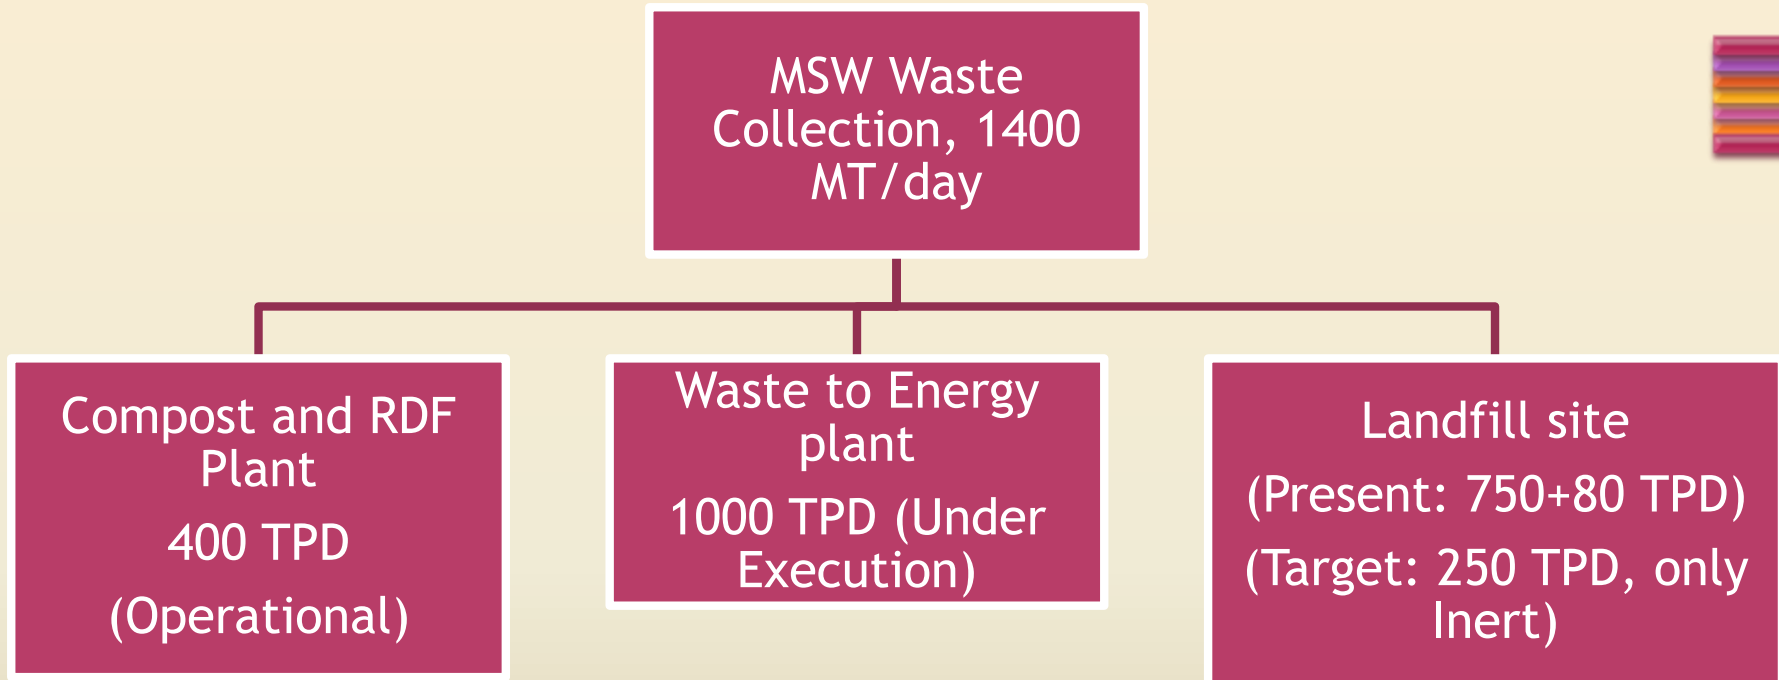 MSW Waste
Collection, 1400
MT/day
Compost and RDF
Plant
400 TPD
(Operational)
Waste to Energy
plant
1000 TPD (Under
Execution)
Landfill site
(Present: 750+80 TPD)
(Target: 250 TPD, only
Inert)